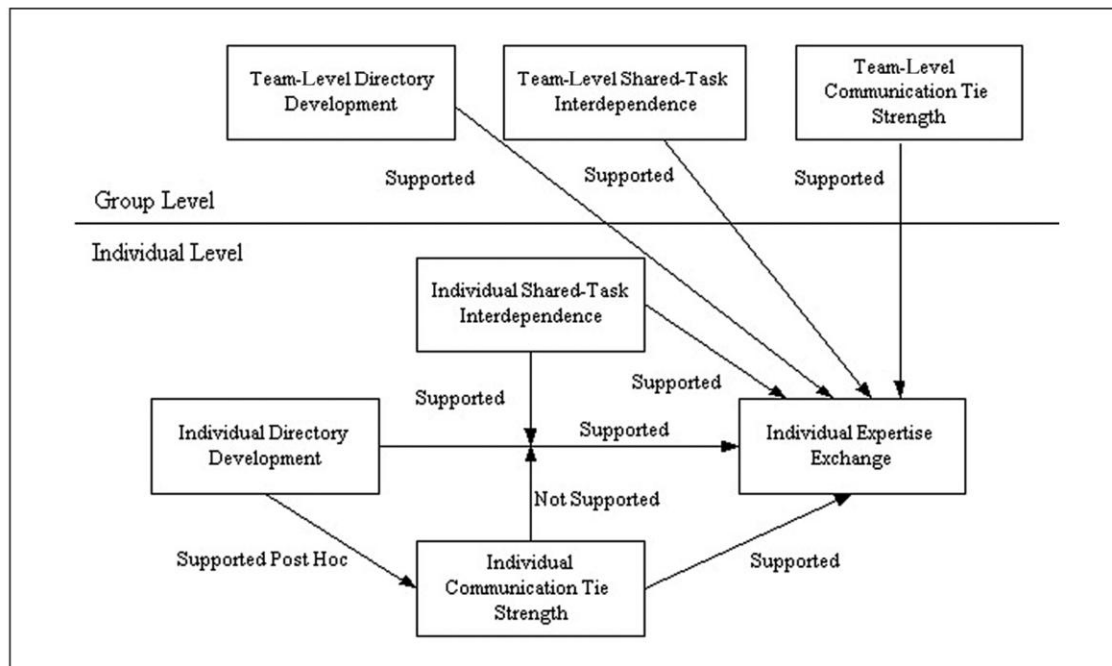 Team-Level Directory
Development
Team-Level Shared-Task
Interdependence
Team-Level
Communication Tie
Strength
Supported
Supported
Supported
Group Level
Individual Level
Individual Shared-Task
Interdependence
Supported
Supported
Individual Directory
Development
Supported
Individual Expertise
Exchange
Not Supported
Supported Post Hoc
Individual
Communication Tie
Strength
Supported